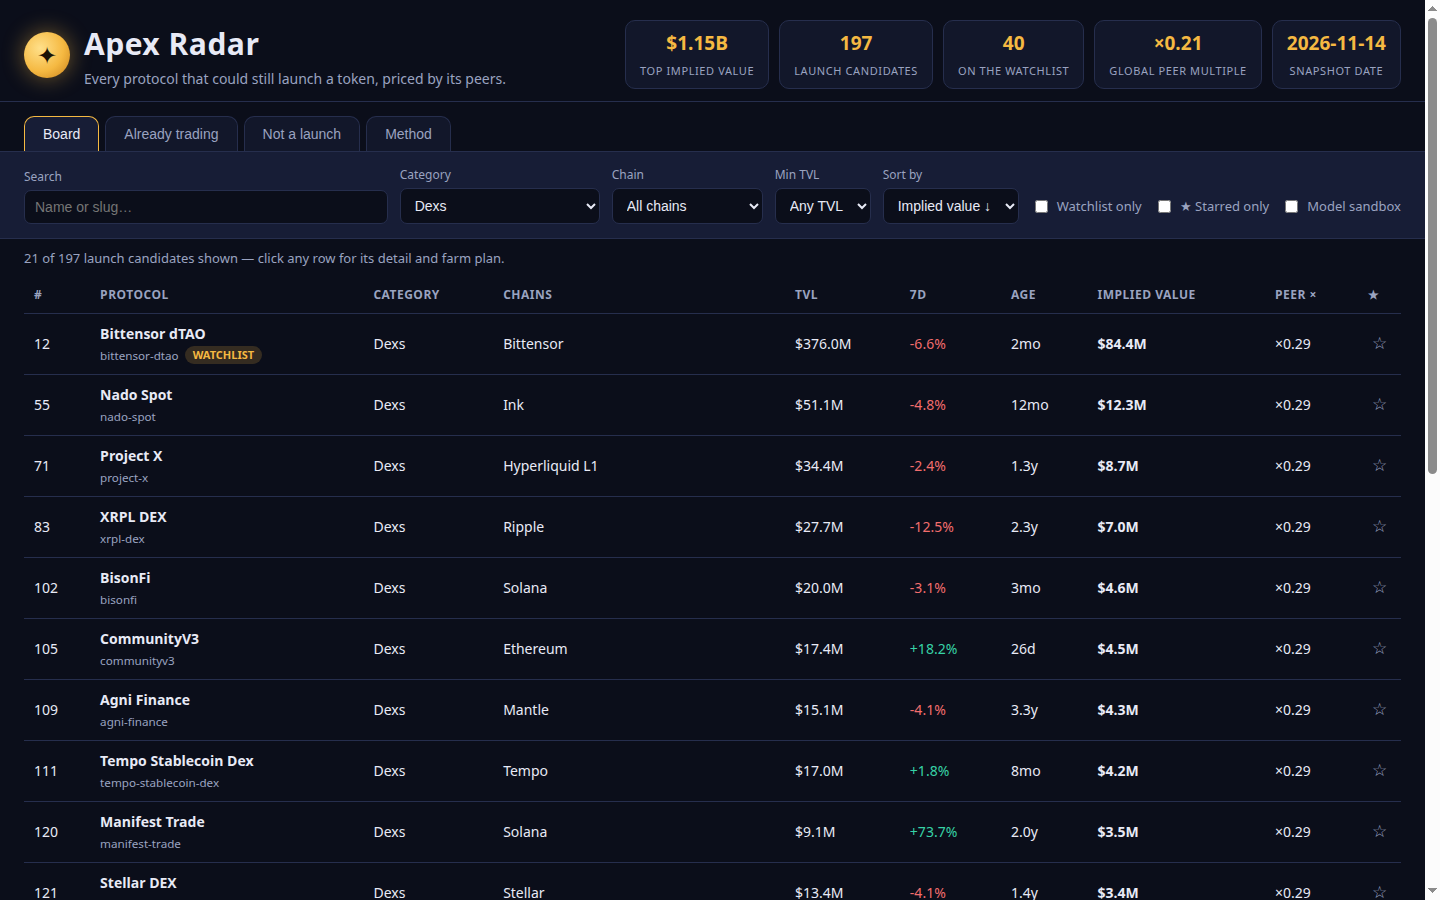 Apex Radar
Every protocol that could still launch a token, priced by its peers.
$1.15B
TOP IMPLIED VALUE
197
LAUNCH CANDIDATES
40
ON THE WATCHLIST
×0.21
GLOBAL PEER MULTIPLE
2026-11-14
SNAPSHOT DATE
Board Already trading Not a launch Method
Search Category Chain Min TVL Sort by
Name or slug… Dexs All chains Any TVL Implied value ↓ Watchlist only ★ Starred only Model sandbox
21 of 197 launch candidates shown — click any row for its detail and farm plan.
# PROTOCOL CATEGORY CHAINS TVL 7D AGE IMPLIED VALUE PEER × ★
12 Bittensor dTAO Dexs Bittensor $376.0M -6.6% 2mo $84.4M ×0.29 ☆
bittensor-dtao WATCHLIST
55 Nado Spot Dexs Ink $51.1M -4.8% 12mo $12.3M ×0.29 ☆
nado-spot
71 Project X Dexs Hyperliquid L1 $34.4M -2.4% 1.3y $8.7M ×0.29 ☆
project-x
83 XRPL DEX Dexs Ripple $27.7M -12.5% 2.3y $7.0M ×0.29 ☆
xrpl-dex
102 BisonFi Dexs Solana $20.0M -3.1% 3mo $4.6M ×0.29 ☆
bisonfi
105 CommunityV3 Dexs Ethereum $17.4M +18.2% 26d $4.5M ×0.29 ☆
communityv3
109 Agni Finance Dexs Mantle $15.1M -4.1% 3.3y $4.3M ×0.29 ☆
agni-finance
111 Tempo Stablecoin Dex Dexs Tempo $17.0M +1.8% 8mo $4.2M ×0.29 ☆
tempo-stablecoin-dex
120 Manifest Trade Dexs Solana $9.1M +73.7% 2.0y $3.5M ×0.29 ☆
manifest-trade
121 Stellar DEX Dexs Stellar $13.4M -4.1% 1.4y $3.4M ×0.29 ☆